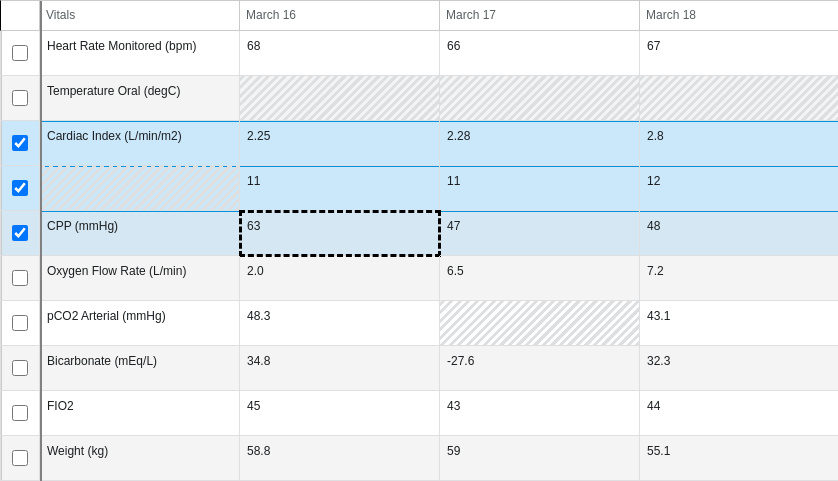 Vitals March 16 March 17 March 18
Heart Rate Monitored (bpm) 68 66 67
Temperature Oral (degC)
Cardiac Index (L/min/m2) 2.25 2.28 2.8
11 11 12
CPP (mmHg) 63 47 48
Oxygen Flow Rate (L/min) 2.0 6.5 7.2
pCO2 Arterial (mmHg) 48.3 43.1
Bicarbonate (mEq/L) 34.8 -27.6 32.3
FIO2 45 43 44
Weight (kg) 58.8 59 55.1